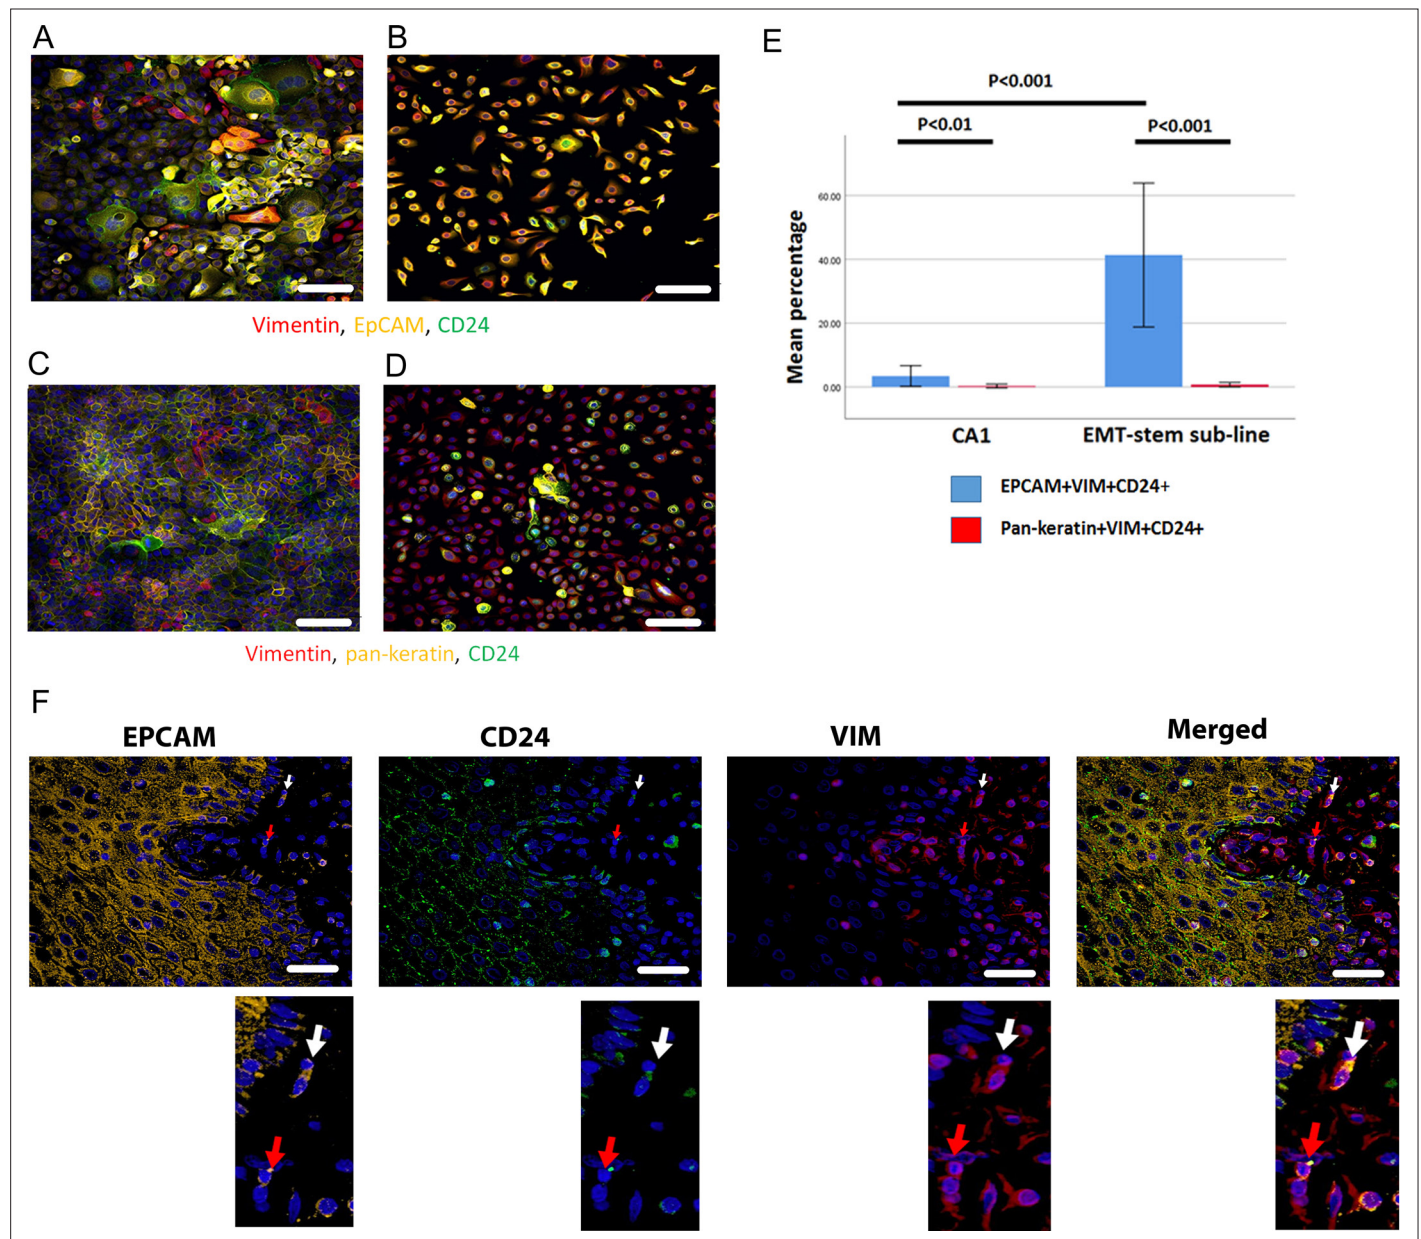 A
B
Vimentin, EpCAM, CD24
C
D
Vimentin, pan-keratin, CD24
E
P<0.001
P<0.01
P<0.001
Mean percentage
60.00
40.00
20.00
0.00
CA1
EMT-stem sub-line
EPCAM+VIM+CD24+
Pan-keratin+VIM+CD24+
F
EPCAM
CD24
VIM
Merged